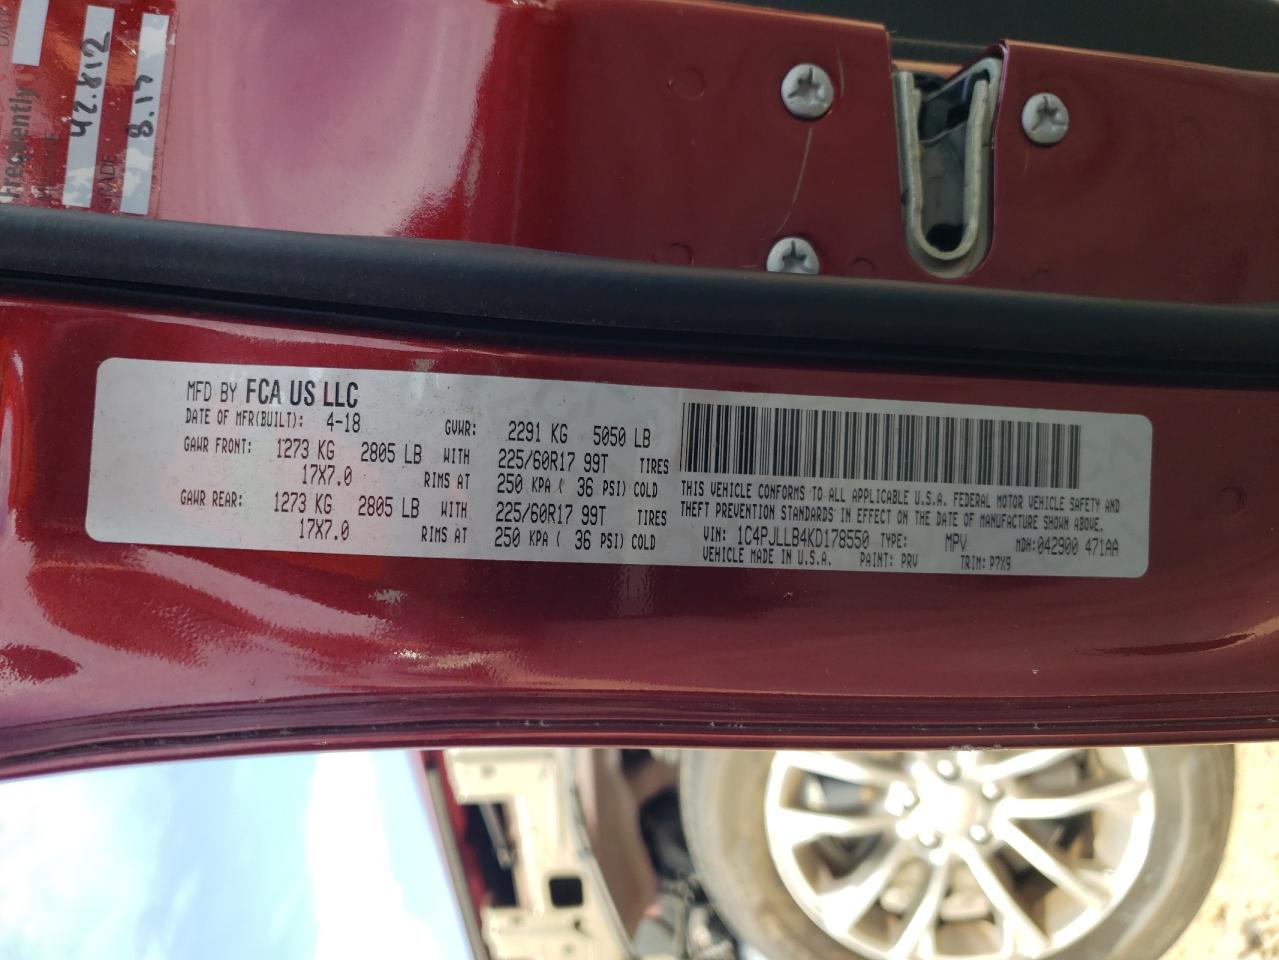 Frequently
42.812
8.15
MFD BY FCA US LLC
DATE OF MFR(BUILT): 4-18 GVWR: 2291 KG 5050 LB
GAWR FRONT: 1273 KG 2805 LB WITH 225/60R17 99T TIRES
17X7.0 RIMS AT 250 KPA ( 36 PSI) COLD
GAWR REAR: 1273 KG 2805 LB WITH 225/60R17 99T TIRES
17X7.0 RIMS AT 250 KPA ( 36 PSI) COLD
THIS VEHICLE CONFORMS TO ALL APPLICABLE U.S.A. FEDERAL MOTOR VEHICLE SAFETY AND
THEFT PREVENTION STANDARDS IN EFFECT ON THE DATE OF MANUFACTURE SHOWN ABOVE.
VIN: 1C4PJLLB4KD178550 TYPE: MPV MDH: 042900 471AA
VEHICLE MADE IN U.S.A. PAINT: PRV TRIM: P7X9